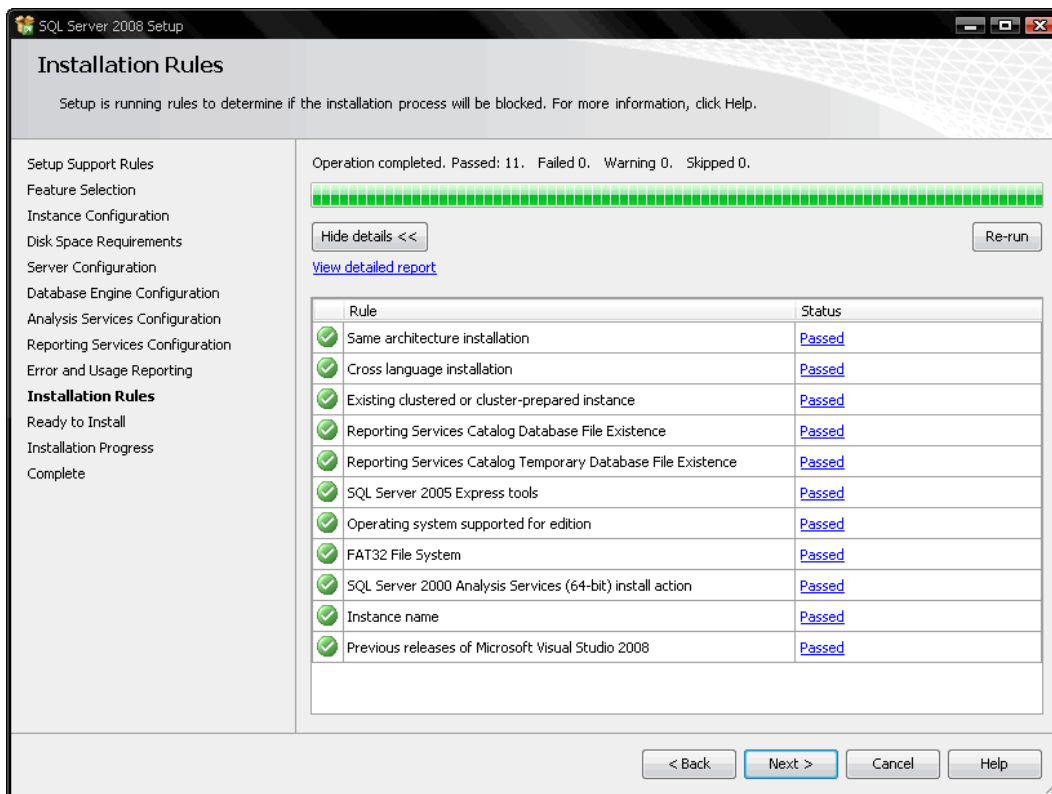 SQL Server 2008 Setup
Installation Rules
Setup is running rules to determine if the installation process will be blocked. For more information, click Help.
Setup Support Rules
Feature Selection
Instance Configuration
Disk Space Requirements
Server Configuration
Database Engine Configuration
Analysis Services Configuration
Reporting Services Configuration
Error and Usage Reporting
Installation Rules
Ready to Install
Installation Progress
Complete
Operation completed. Passed: 11.   Failed 0.   Warning 0.   Skipped 0.
Hide details << Re-run
View detailed report
Rule Status
Same architecture installation Passed
Cross language installation Passed
Existing clustered or cluster-prepared instance Passed
Reporting Services Catalog Database File Existence Passed
Reporting Services Catalog Temporary Database File Existence Passed
SQL Server 2005 Express tools Passed
Operating system supported for edition Passed
FAT32 File System Passed
SQL Server 2000 Analysis Services (64-bit) install action Passed
Instance name Passed
Previous releases of Microsoft Visual Studio 2008 Passed
< Back Next > Cancel Help